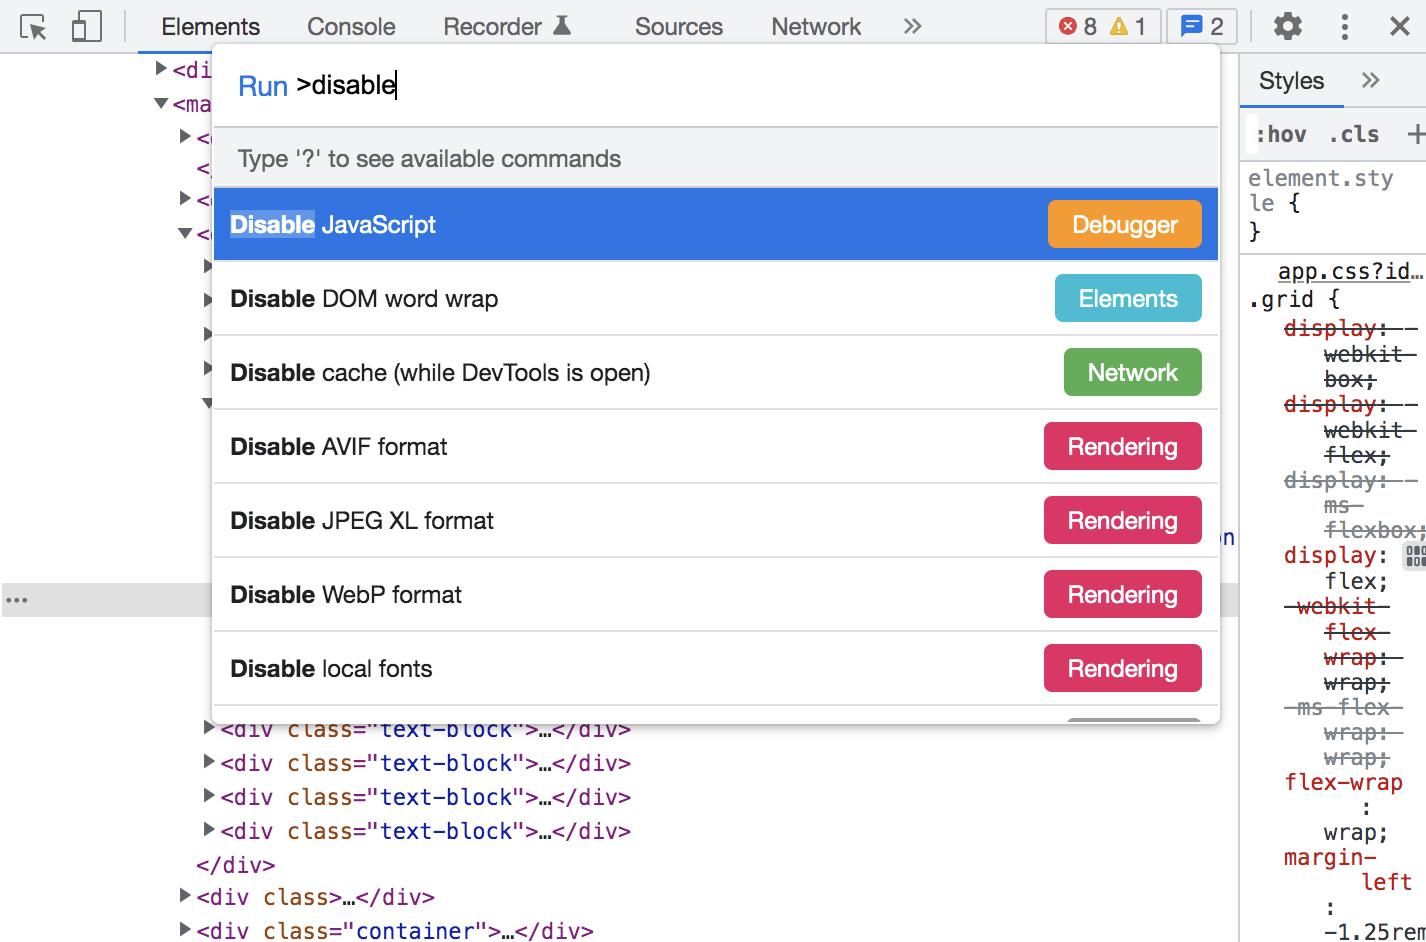 Elements Console Recorder Sources Network » 8 1 2
Run >disable
Type '?' to see available commands
Disable JavaScript Debugger
Disable DOM word wrap Elements
Disable cache (while DevTools is open) Network
Disable AVIF format Rendering
Disable JPEG XL format Rendering
Disable WebP format Rendering
Disable local fonts Rendering
<di
<ma
<
</
<
<
…
<div class="text-block">…</div>
<div class="text-block">…</div>
<div class="text-block">…</div>
<div class="text-block">…</div>
</div>
<div class>…</div>
<div class="container">…</div>
Styles »
:hov .cls +
element.sty
le {
}
app.css?id…
.grid {
display: -
webkit-
box;
display: -
webkit-
flex;
display: -
ms-
flexbox;
display:
flex;
-webkit-
flex-
wrap:
wrap;
-ms-flex-
wrap:
wrap;
flex-wrap
:
wrap;
margin-
left
:
-1.25rem